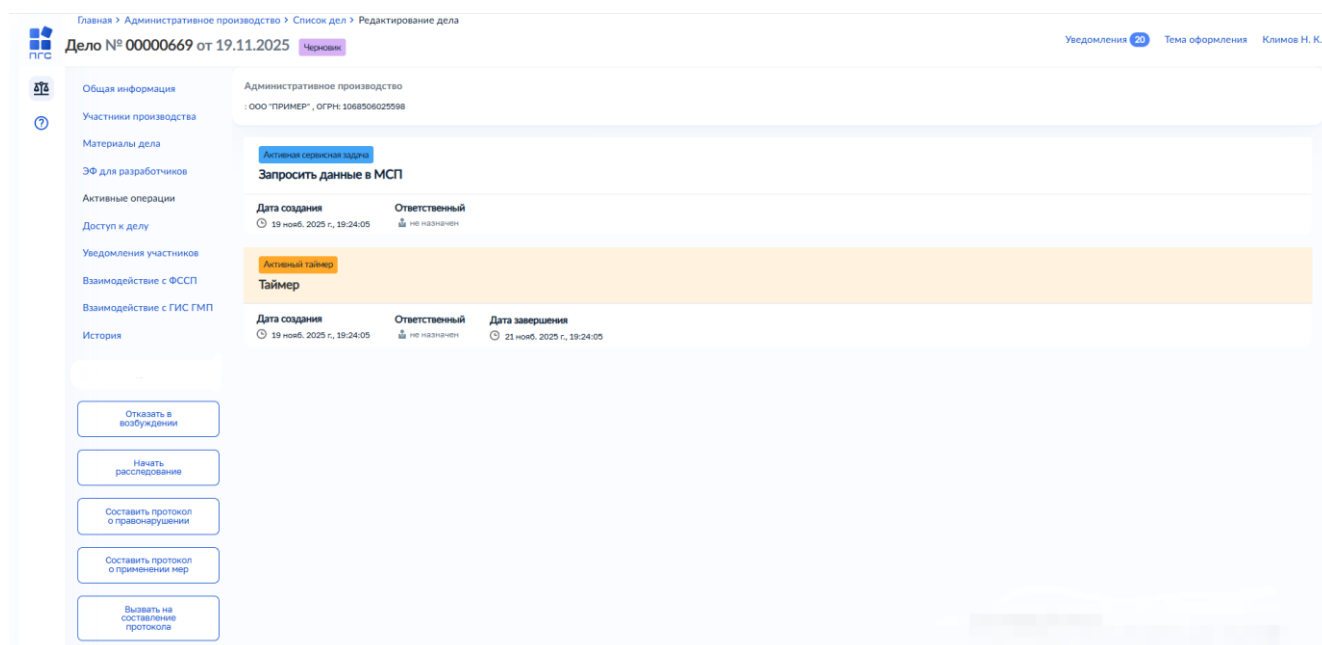 Главная > Административное производство > Список дел > Редактирование дела
Дело № 00000669 от 19.11.2025 Черновик
Уведомления 20 Тема оформления Климов Н. К.
ПГС
Общая информация
Участники производства
Материалы дела
ЭФ для разработчиков
Активные операции
Доступ к делу
Уведомления участников
Взаимодействие с ФССП
Взаимодействие с ГИС ГМП
История
Отказать в
возбуждении
Начать
расследование
Составить протокол
о правонарушении
Составить протокол
о применении мер
Вызвать на
составление
протокола
Административное производство
: ООО "ПРИМЕР" , ОГРН: 1068506025598
Активная сервисная задача
Запросить данные в МСП
Дата создания Ответственный
19 нояб. 2025 г., 19:24:05 не назначен
Активный таймер
Таймер
Дата создания Ответственный Дата завершения
19 нояб. 2025 г., 19:24:05 не назначен 21 нояб. 2025 г., 19:24:05